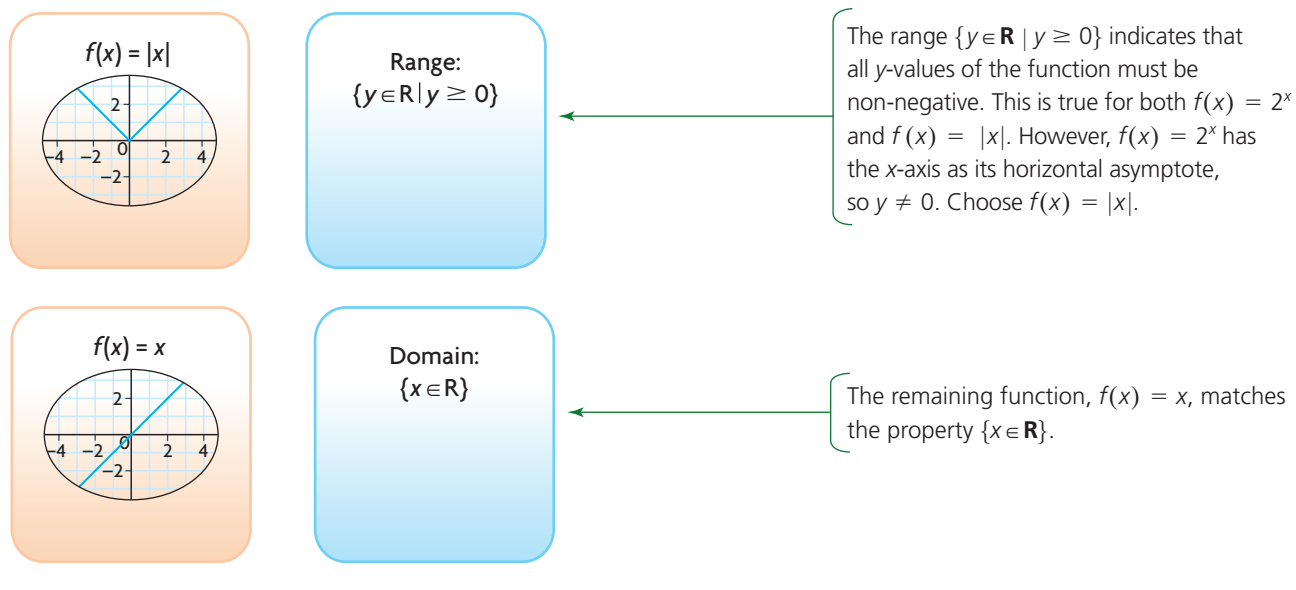 f(x) = |x|
2
−4 −2 0 2 4
−2
Range:
{y∈R|y ≥ 0}
The range {y∈R | y ≥ 0} indicates that
all y-values of the function must be
non-negative. This is true for both f(x) = 2ˣ
and f(x) = |x|. However, f(x) = 2ˣ has
the x-axis as its horizontal asymptote,
so y ≠ 0. Choose f(x) = |x|.
f(x) = x
2
−4 −2 0 2 4
−2
Domain:
{x∈R}
The remaining function, f(x) = x, matches
the property {x∈R}.